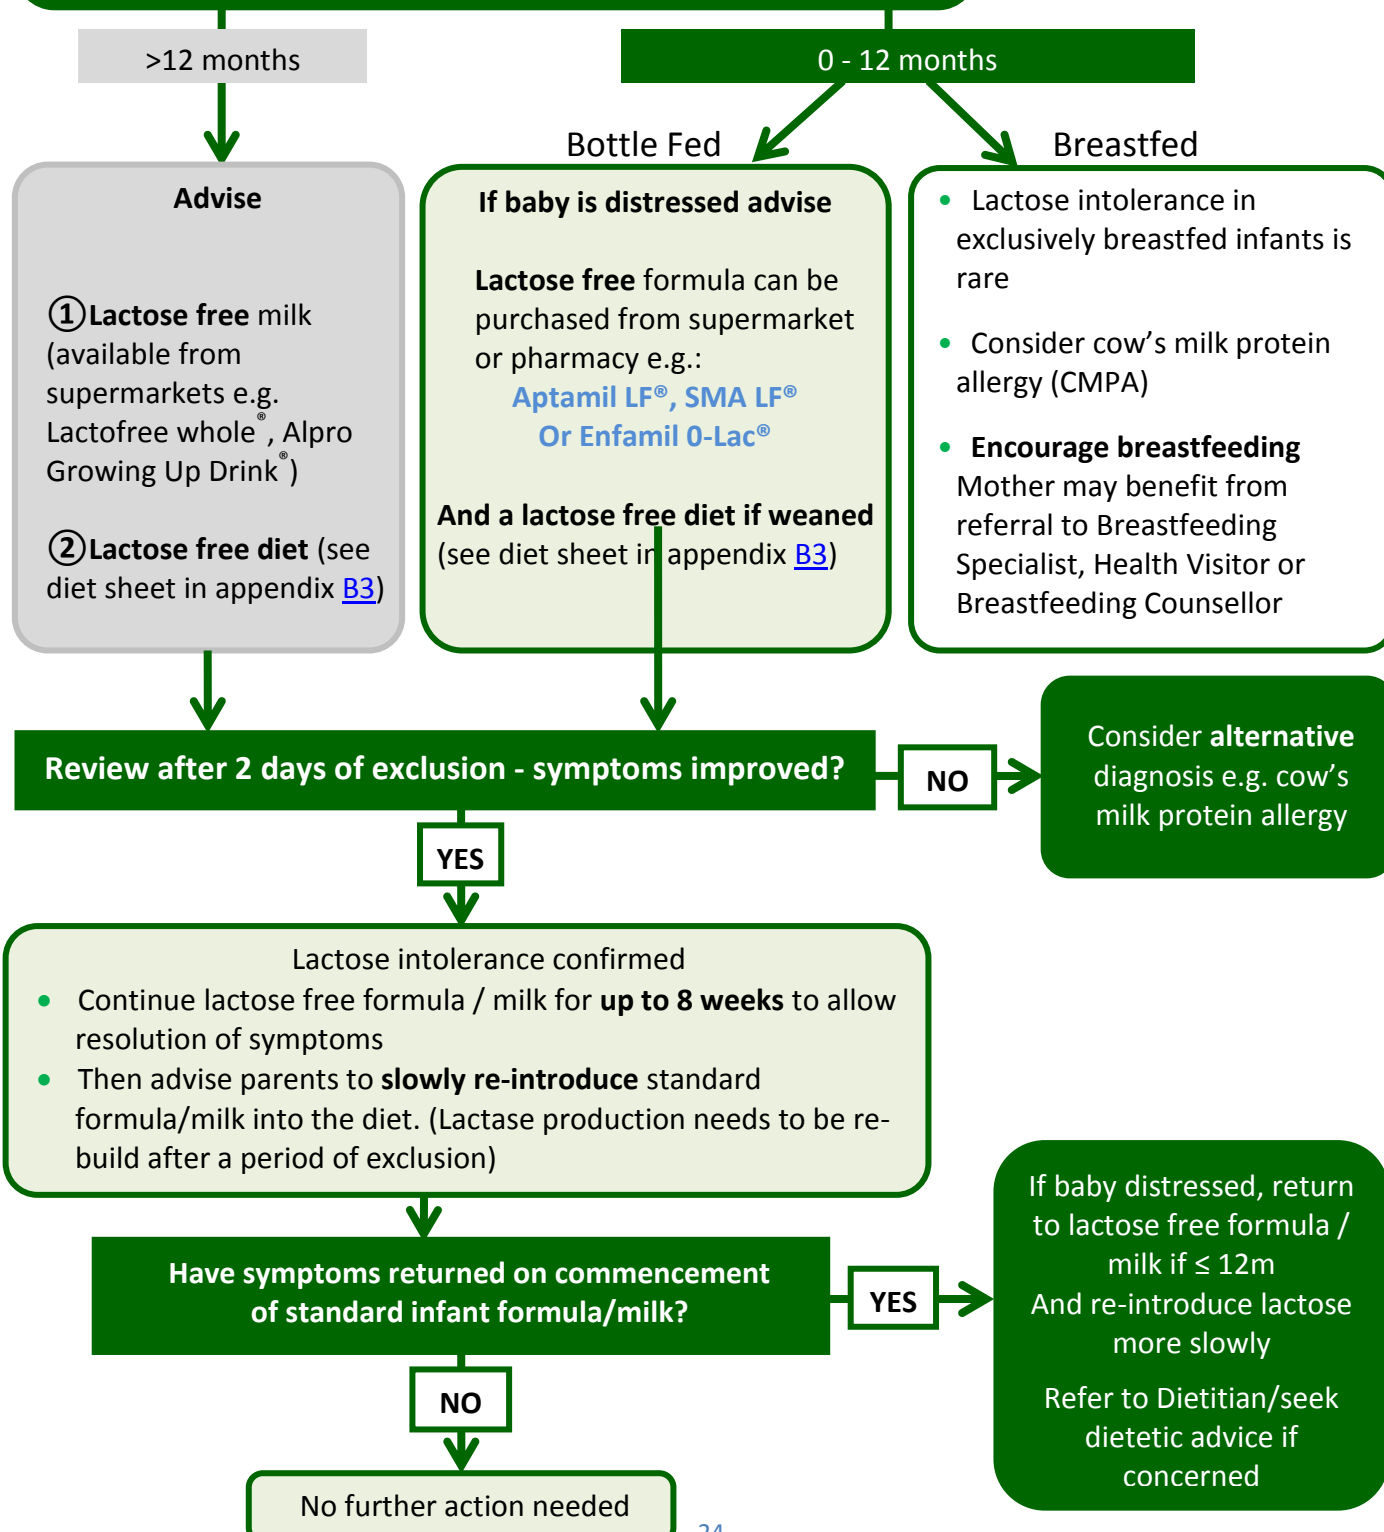 >12 months
0 - 12 months
Bottle Fed
Breastfed
Advise
①Lactose free milk
(available from
supermarkets e.g.
Lactofree whole®, Alpro
Growing Up Drink®)
②Lactose free diet (see
diet sheet in appendix B3)
If baby is distressed advise
Lactose free formula can be
purchased from supermarket
or pharmacy e.g.:
Aptamil LF®, SMA LF®
Or Enfamil 0-Lac®
And a lactose free diet if weaned
(see diet sheet in appendix B3)
• Lactose intolerance in
exclusively breastfed infants is
rare
• Consider cow’s milk protein
allergy (CMPA)
• Encourage breastfeeding
Mother may benefit from
referral to Breastfeeding
Specialist, Health Visitor or
Breastfeeding Counsellor
Review after 2 days of exclusion - symptoms improved?
NO
Consider alternative
diagnosis e.g. cow’s
milk protein allergy
YES
Lactose intolerance confirmed
• Continue lactose free formula / milk for up to 8 weeks to allow
resolution of symptoms
• Then advise parents to slowly re-introduce standard
formula/milk into the diet. (Lactase production needs to be re-
build after a period of exclusion)
Have symptoms returned on commencement
of standard infant formula/milk?
YES
If baby distressed, return
to lactose free formula /
milk if ≤ 12m
And re-introduce lactose
more slowly
Refer to Dietitian/seek
dietetic advice if
concerned
NO
No further action needed
24